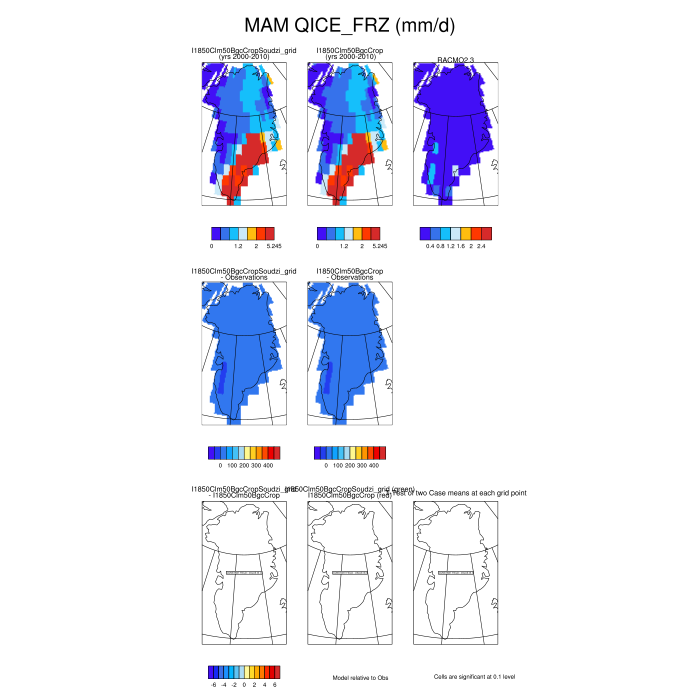 MAM QICE_FRZ (mm/d)
I1850Clm50BgcCropSoudzi_grid
(yrs 2000-2010)
I1850Clm50BgcCrop
(yrs 2000-2010)
RACMO2.3
0 1.2 2 5.245
0 1.2 2 5.245
0.4 0.8 1.2 1.6 2 2.4
I1850Clm50BgcCropSoudzi_grid
- Observations
I1850Clm50BgcCrop
- Observations
0 100 200 300 400
0 100 200 300 400
I1850Clm50BgcCropSoudzi_grid
- I1850Clm50BgcCrop
I1850Clm50BgcCropSoudzi_grid (green)
I1850Clm50BgcCrop (red)
T-Test of two Case means at each grid point
-6 -4 -2 0 2 4 6
Model relative to Obs
Cells are significant at 0.1 level